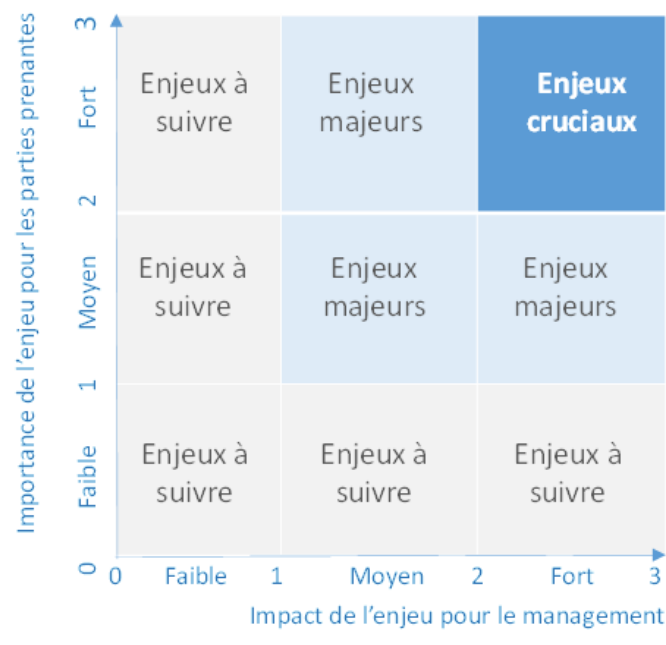 Importance de l'enjeu pour les parties prenantes
3
Fort
2
Moyen
1
Faible
0
Enjeux à
suivre
Enjeux
majeurs
Enjeux
cruciaux
Enjeux à
suivre
Enjeux
majeurs
Enjeux
majeurs
Enjeux à
suivre
Enjeux à
suivre
Enjeux à
suivre
0 Faible 1 Moyen 2 Fort 3
Impact de l'enjeu pour le management